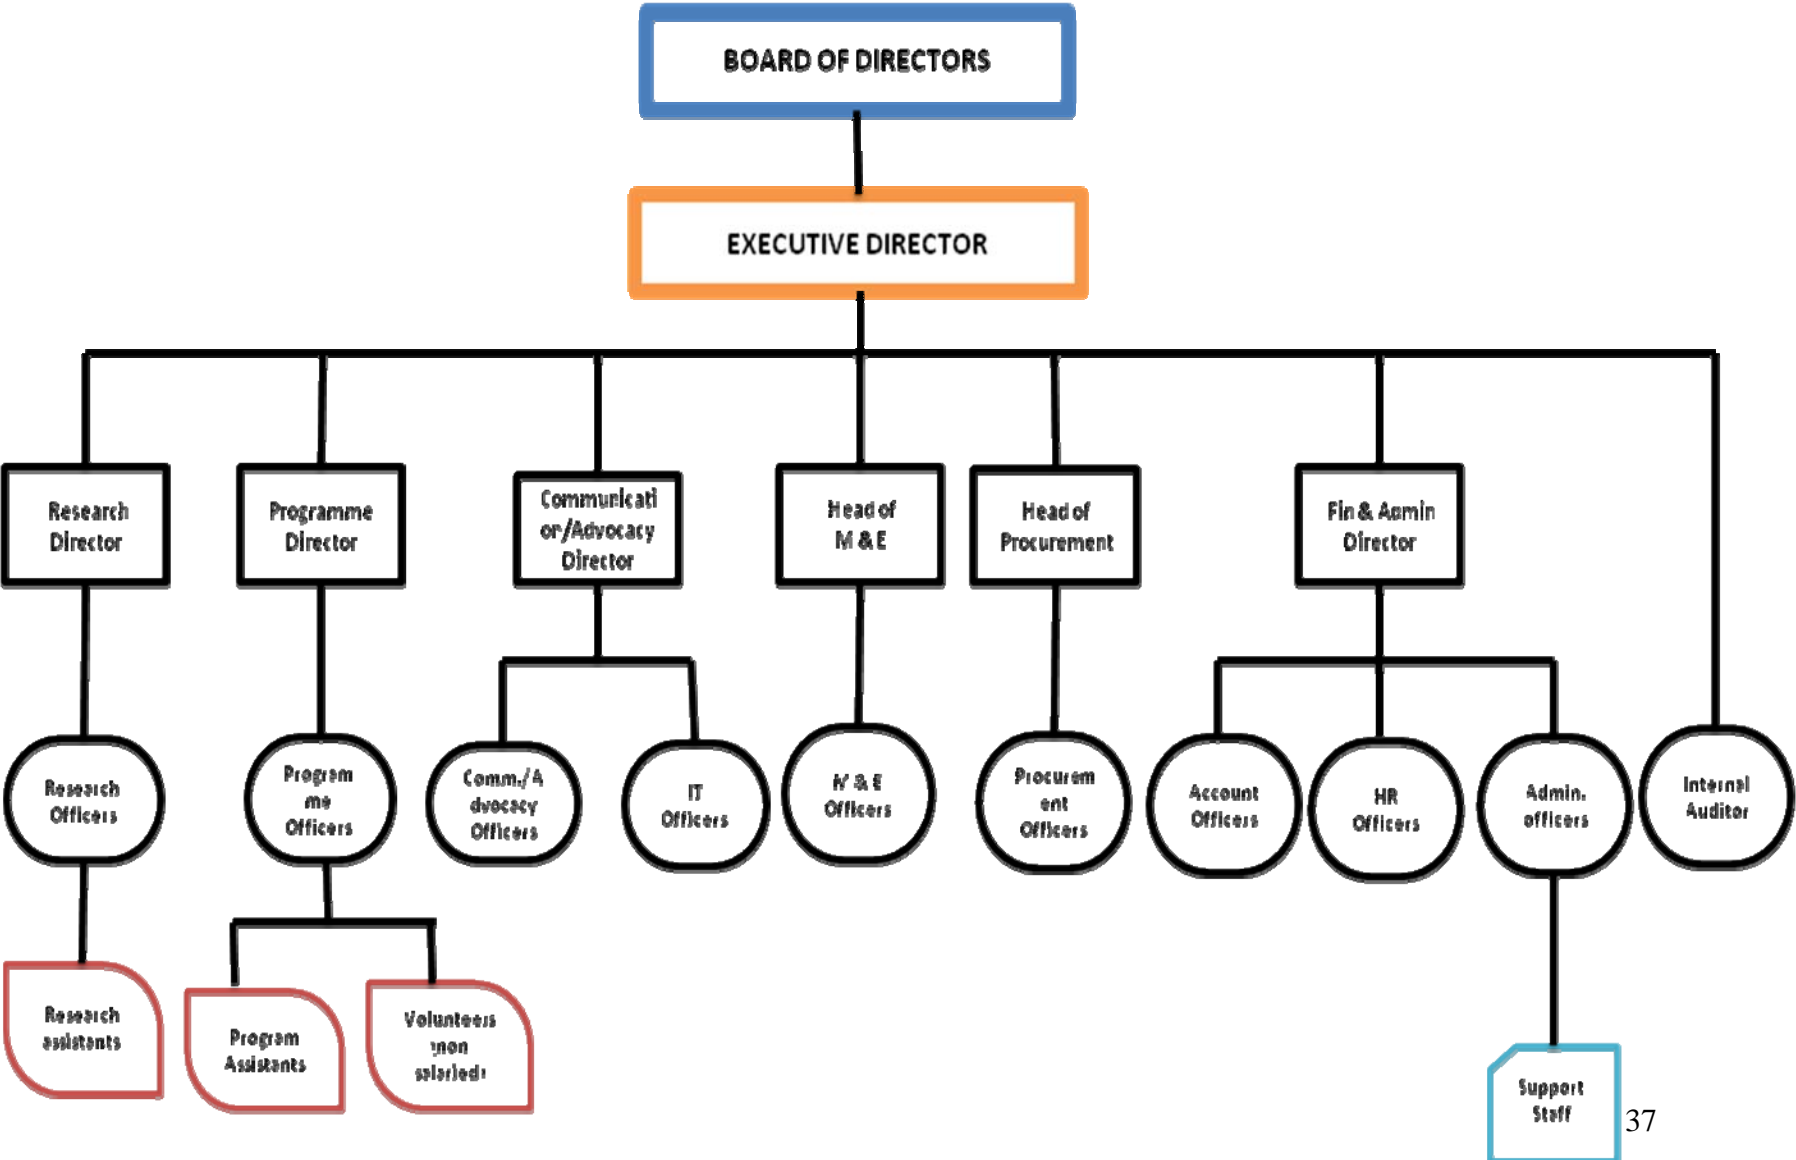 BOARD OF DIRECTORS
EXECUTIVE DIRECTOR
Research
Director
Programme
Director
Communicati
on/Advocacy
Director
Head of
M & E
Head of
Procurement
Fin & Admin
Director
Research
Officers
Program
me
Officers
Comm./A
dvocacy
Officers
IT
Officers
M & E
Officers
Procurem
ent
Officers
Account
Officers
HR
Officers
Admin.
officers
Internal
Auditor
Research
assistants
Program
Assistants
Volunteers
(non
salaried)
Support
Staff
37